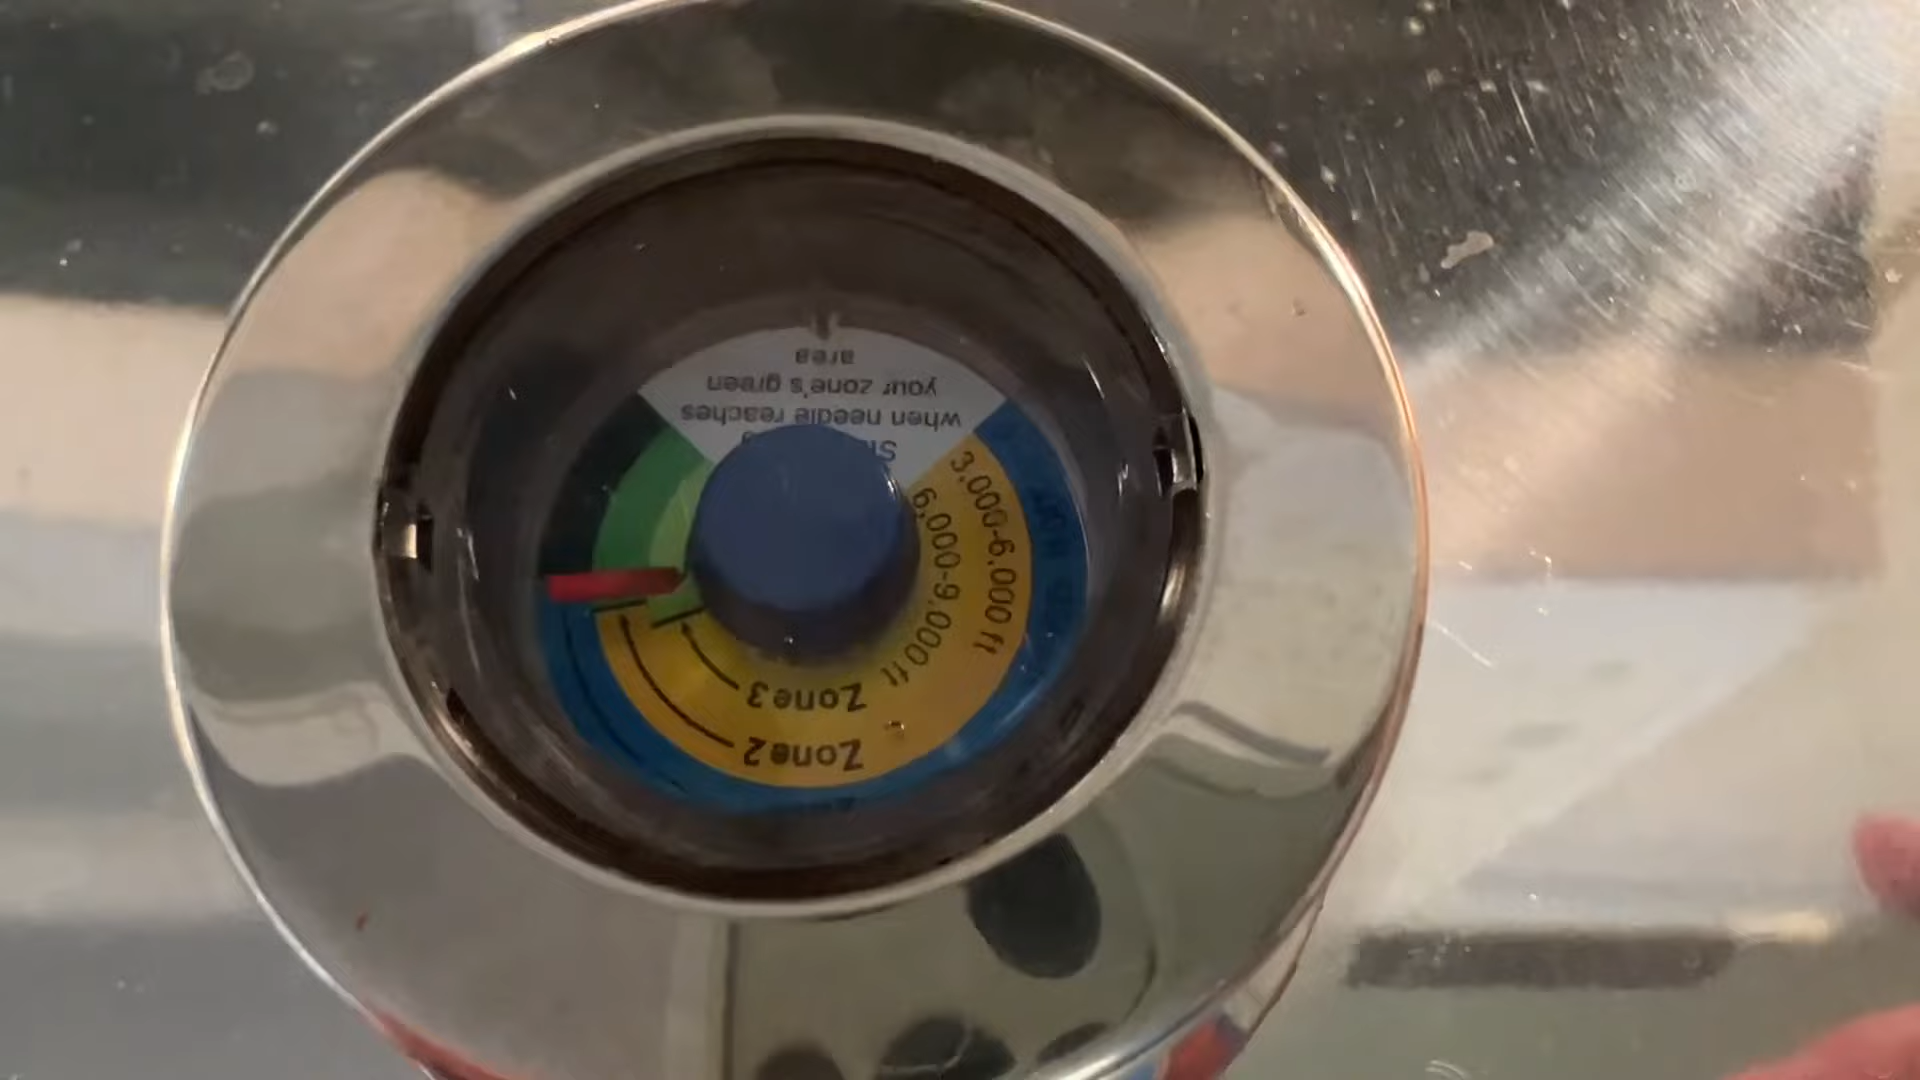 when needle reaches
your zone's green
area
3,000-6,000 ft
6,000-9,000 ft
Zone 3
Zone 2